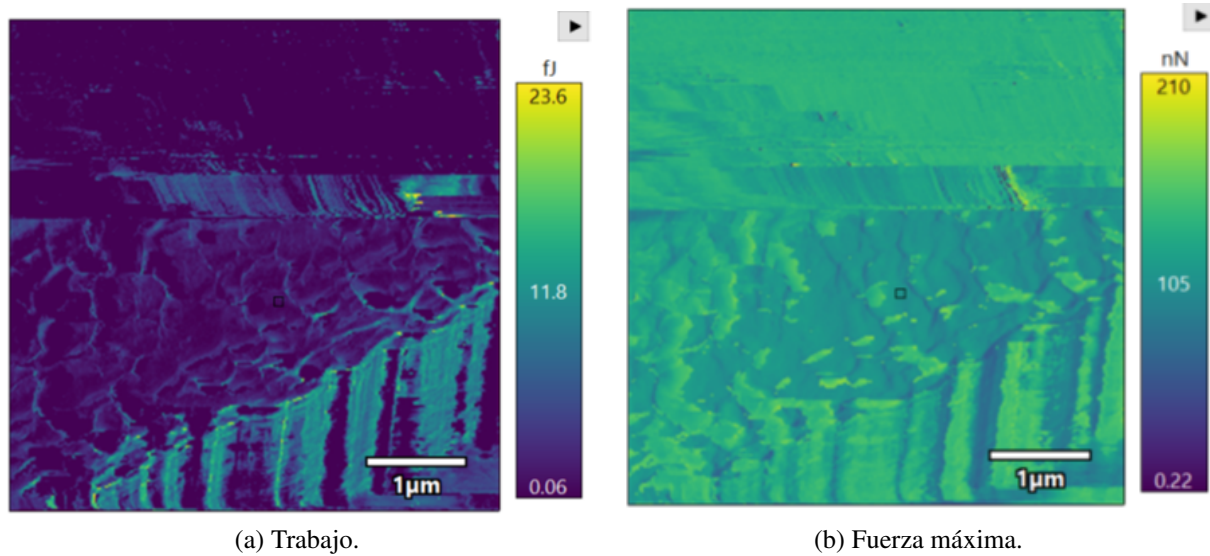 fJ
23.6
11.8
0.06
1µm
(a) Trabajo.
nN
210
105
0.22
1µm
(b) Fuerza máxima.